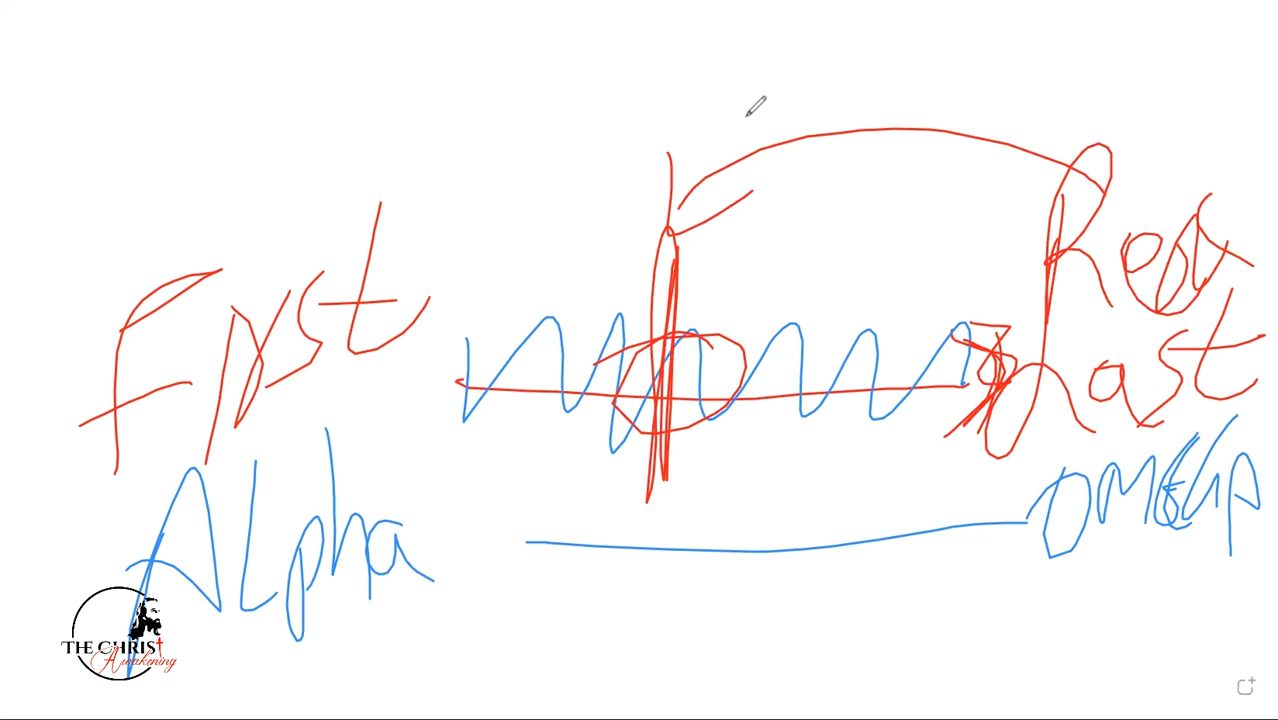 First
Rest
Last
Alpha
OMEGA
THE CHRIST
Awakening